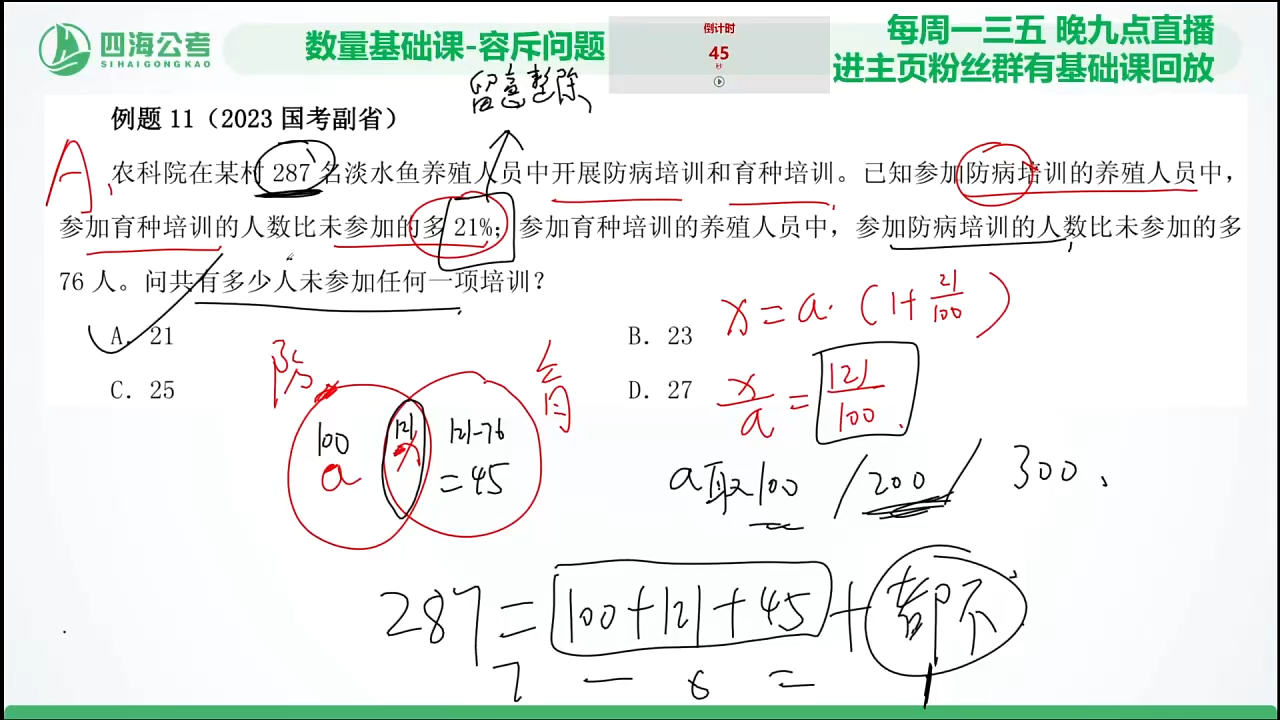 四海公考
SIHAIGONGKAO
数量基础课-容斥问题
倒计时
45
秒
每周一三五 晚九点直播
进主页粉丝群有基础课回放
留意整除
例题 11（2023 国考副省）
A
农科院在某村 287 名淡水鱼养殖人员中开展防病培训和育种培训。已知参加防病培训的养殖人员中，
参加育种培训的人数比未参加的多 21%；参加育种培训的养殖人员中，参加防病培训的人数比未参加的多
76 人。问共有多少人未参加任何一项培训？
A．21
B．23
C．25
D．27
x = a·(1+21/100)
x/a = 121/100
防
育
100
a
121
x
121-76
=45
a取100 / 200 / 300、
287 = 100+121+45 + 都不
7 - 6 = 1